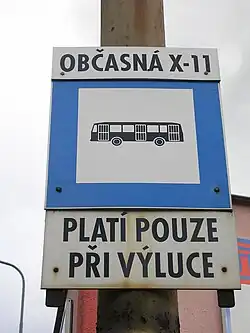 OBČASNÁ X-11
PLATÍ POUZE
PŘI VÝLUCE